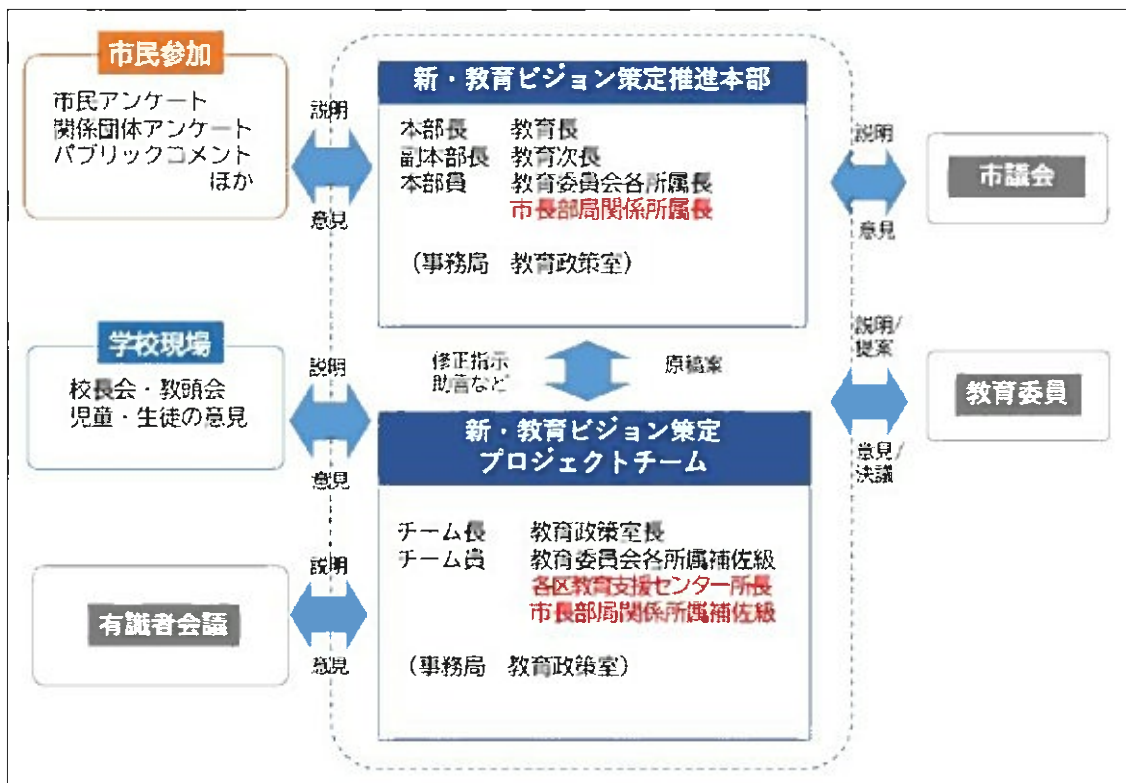 市民参加
市民アンケート
関係団体アンケート
パブリックコメント
ほか
説明
意見
新・教育ビジョン策定推進本部
本部長 教育長
副本部長 教育次長
本部員 教育委員会各所属長
市長部局関係所属長
（事務局 教育政策室）
説明
意見
市議会
学校現場
校長会・教頭会
児童・生徒の意見
説明
意見
修正指示
助言など
原稿案
説明/
提案
意見/
決議
教育委員
新・教育ビジョン策定
プロジェクトチーム
チーム長 教育政策室長
チーム員 教育委員会各所属補佐級
各区教育支援センター所長
市長部局関係所属補佐級
（事務局 教育政策室）
有識者会議
説明
意見